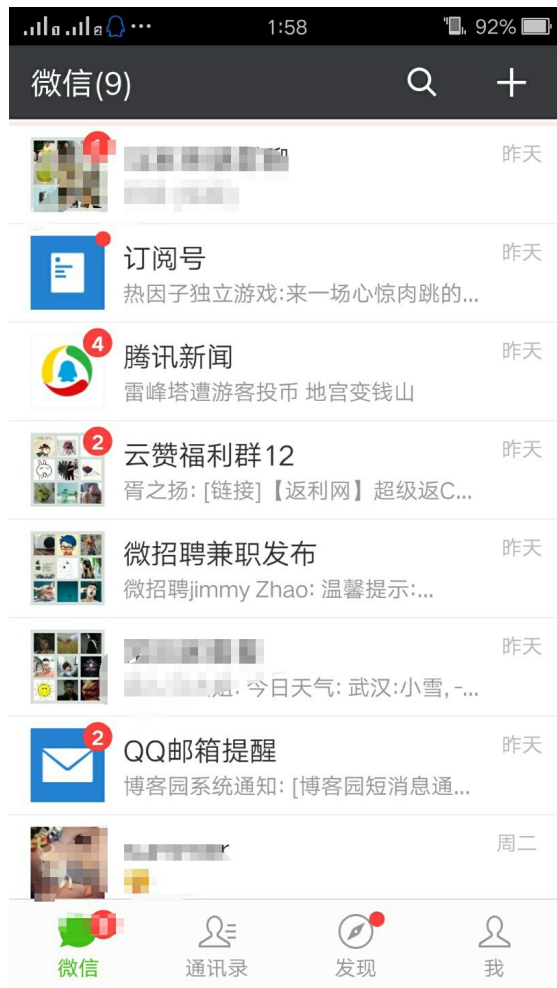 1:58
92%
微信(9)
昨天
订阅号
昨天
热因子独立游戏:来一场心惊肉跳的...
4
腾讯新闻
昨天
雷峰塔遭游客投币 地宫变钱山
2
云赞福利群12
昨天
胥之扬: [链接]【返利网】超级返C...
微招聘兼职发布
昨天
微招聘jimmy Zhao: 温馨提示:...
昨天
今日天气: 武汉:小雪, -...
2
QQ邮箱提醒
昨天
博客园系统通知: [博客园短消息通...
周二
微信
通讯录
发现
我